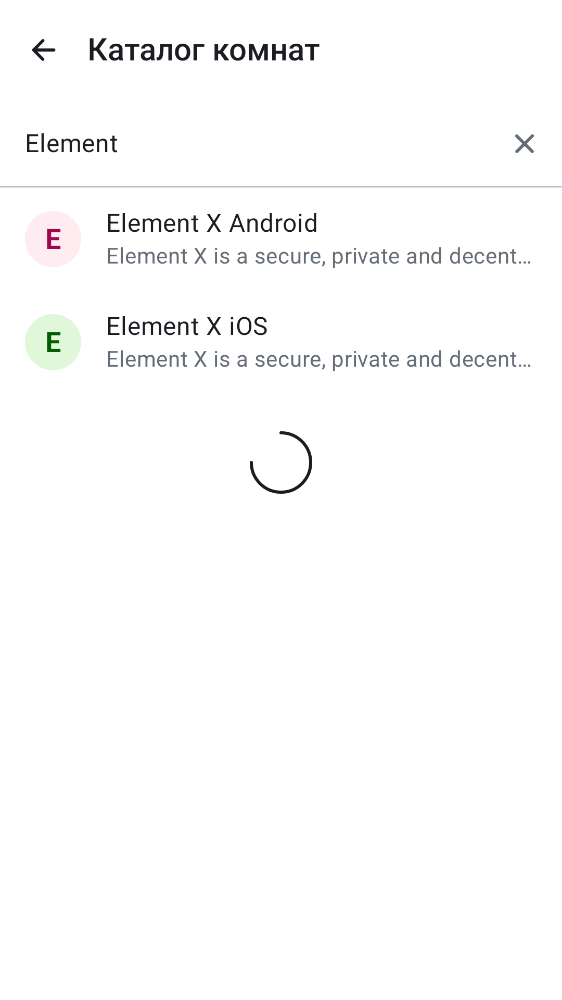 Каталог комнат
Element
E
Element X Android
Element X is a secure, private and decent…
E
Element X iOS
Element X is a secure, private and decent…